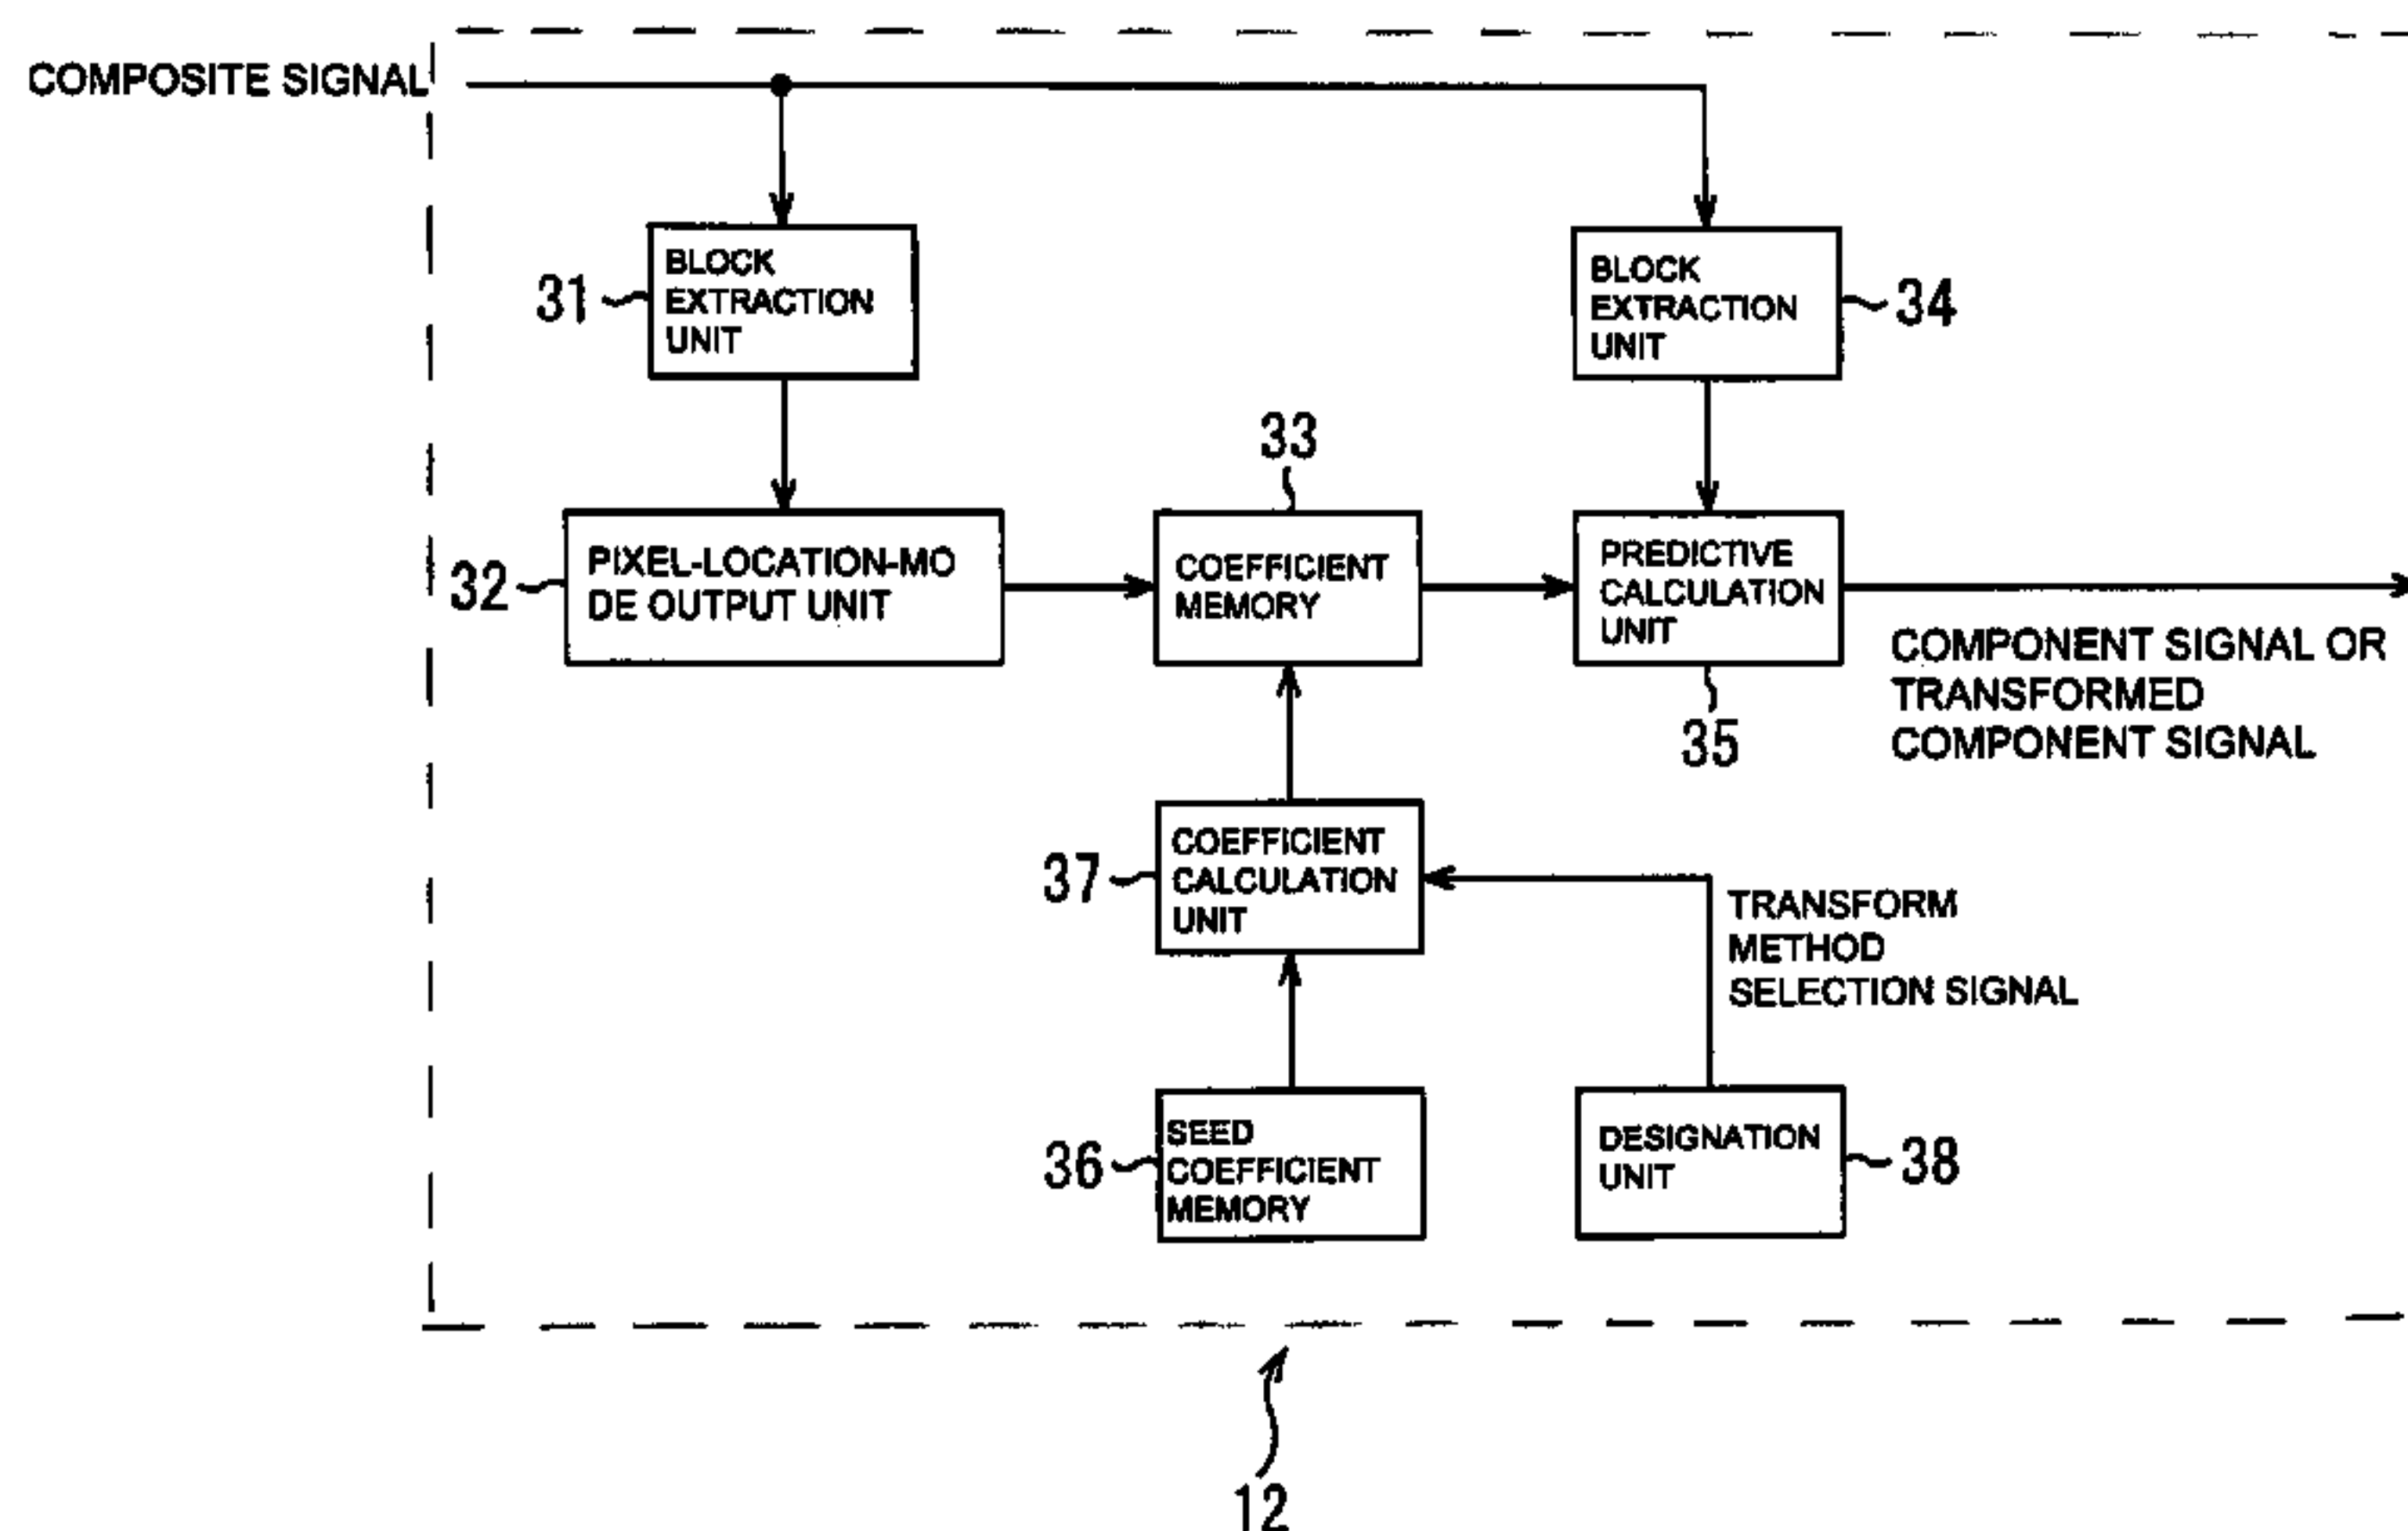 COMPOSITE SIGNAL
31
BLOCK
EXTRACTION
UNIT
BLOCK
EXTRACTION
UNIT
34
33
32
PIXEL-LOCATION-MO
DE OUTPUT UNIT
COEFFICIENT
MEMORY
PREDICTIVE
CALCULATION
UNIT
35
COMPONENT SIGNAL OR
TRANSFORMED
COMPONENT SIGNAL
37
COEFFICIENT
CALCULATION
UNIT
TRANSFORM
METHOD
SELECTION SIGNAL
36
SEED
COEFFICIENT
MEMORY
DESIGNATION
UNIT
38
12